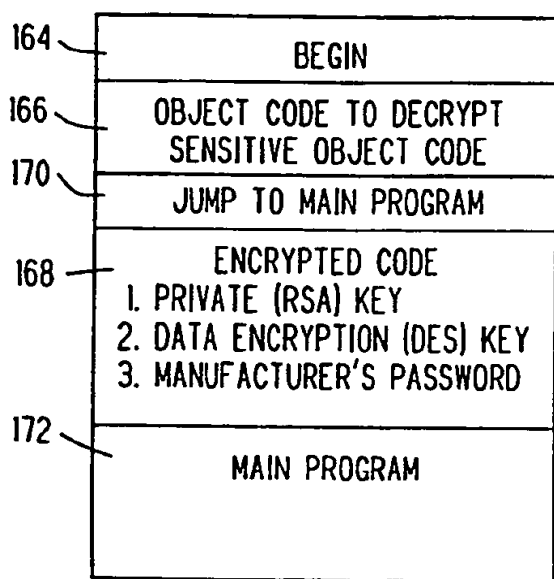 164
BEGIN
166
OBJECT CODE TO DECRYPT
SENSITIVE OBJECT CODE
170
JUMP TO MAIN PROGRAM
168
ENCRYPTED CODE
1. PRIVATE (RSA) KEY
2. DATA ENCRYPTION (DES) KEY
3. MANUFACTURER'S PASSWORD
172
MAIN PROGRAM